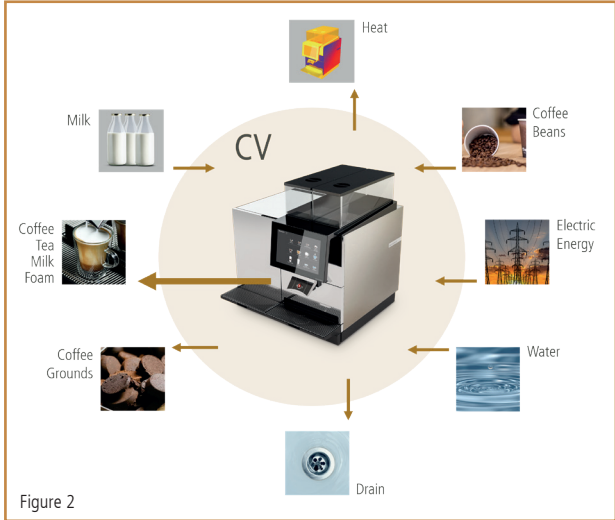 Heat
Milk
CV
Coffee
Beans
Coffee
Tea
Milk
Foam
Electric
Energy
Coffee
Grounds
Water
Drain
Figure 2